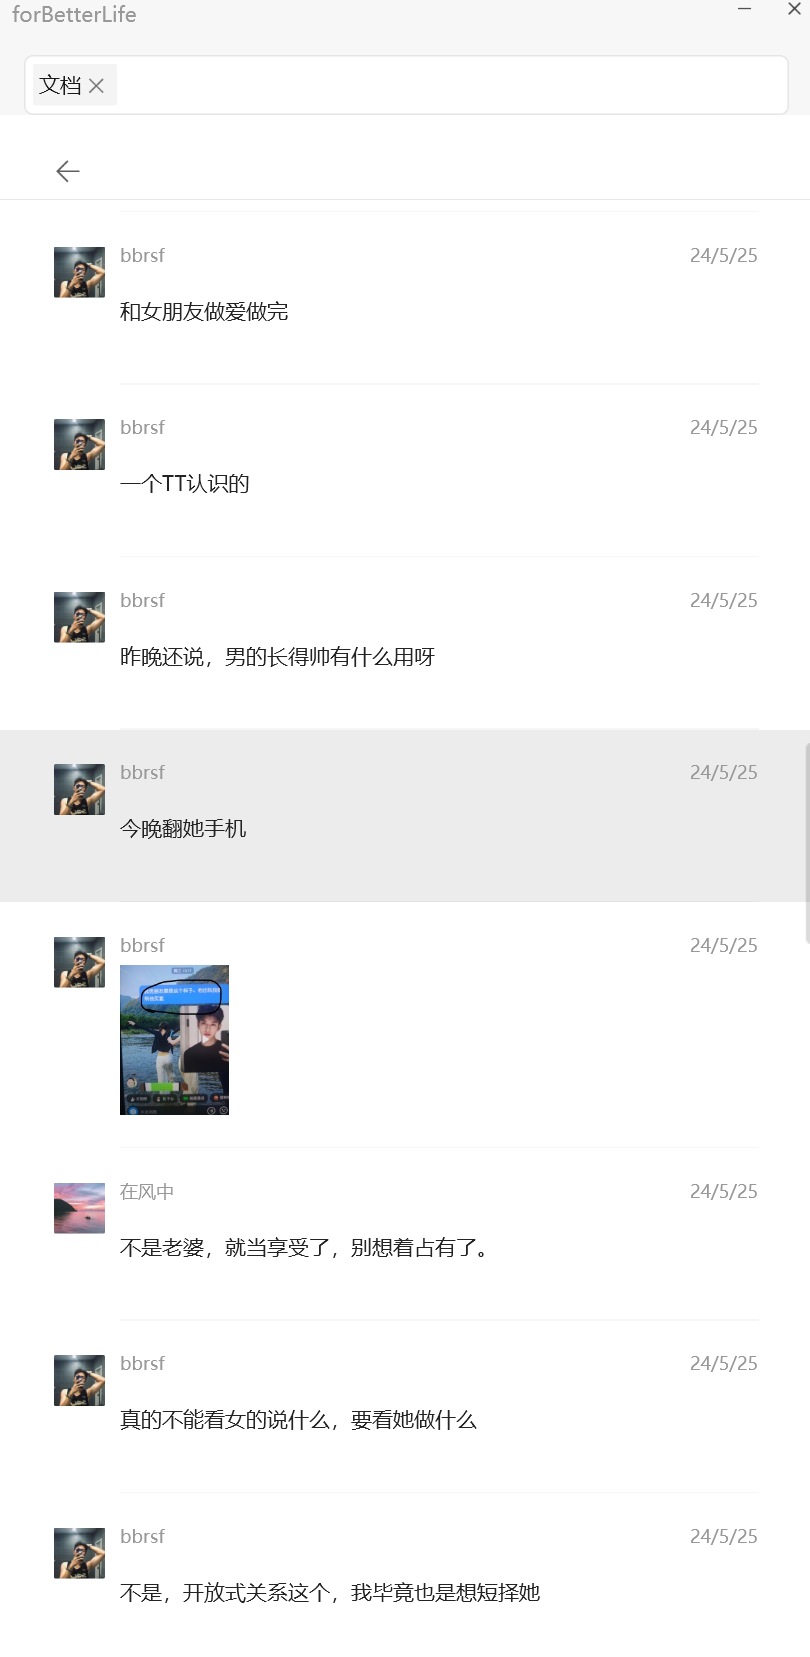 forBetterLife
文档
bbrsf
24/5/25
和女朋友做爱做完
bbrsf
24/5/25
一个TT认识的
bbrsf
24/5/25
昨晚还说，男的长得帅有什么用呀
bbrsf
24/5/25
今晚翻她手机
bbrsf
24/5/25
在风中
24/5/25
不是老婆，就当享受了，别想着占有了。
bbrsf
24/5/25
真的不能看女的说什么，要看她做什么
bbrsf
24/5/25
不是，开放式关系这个，我毕竟也是想短择她